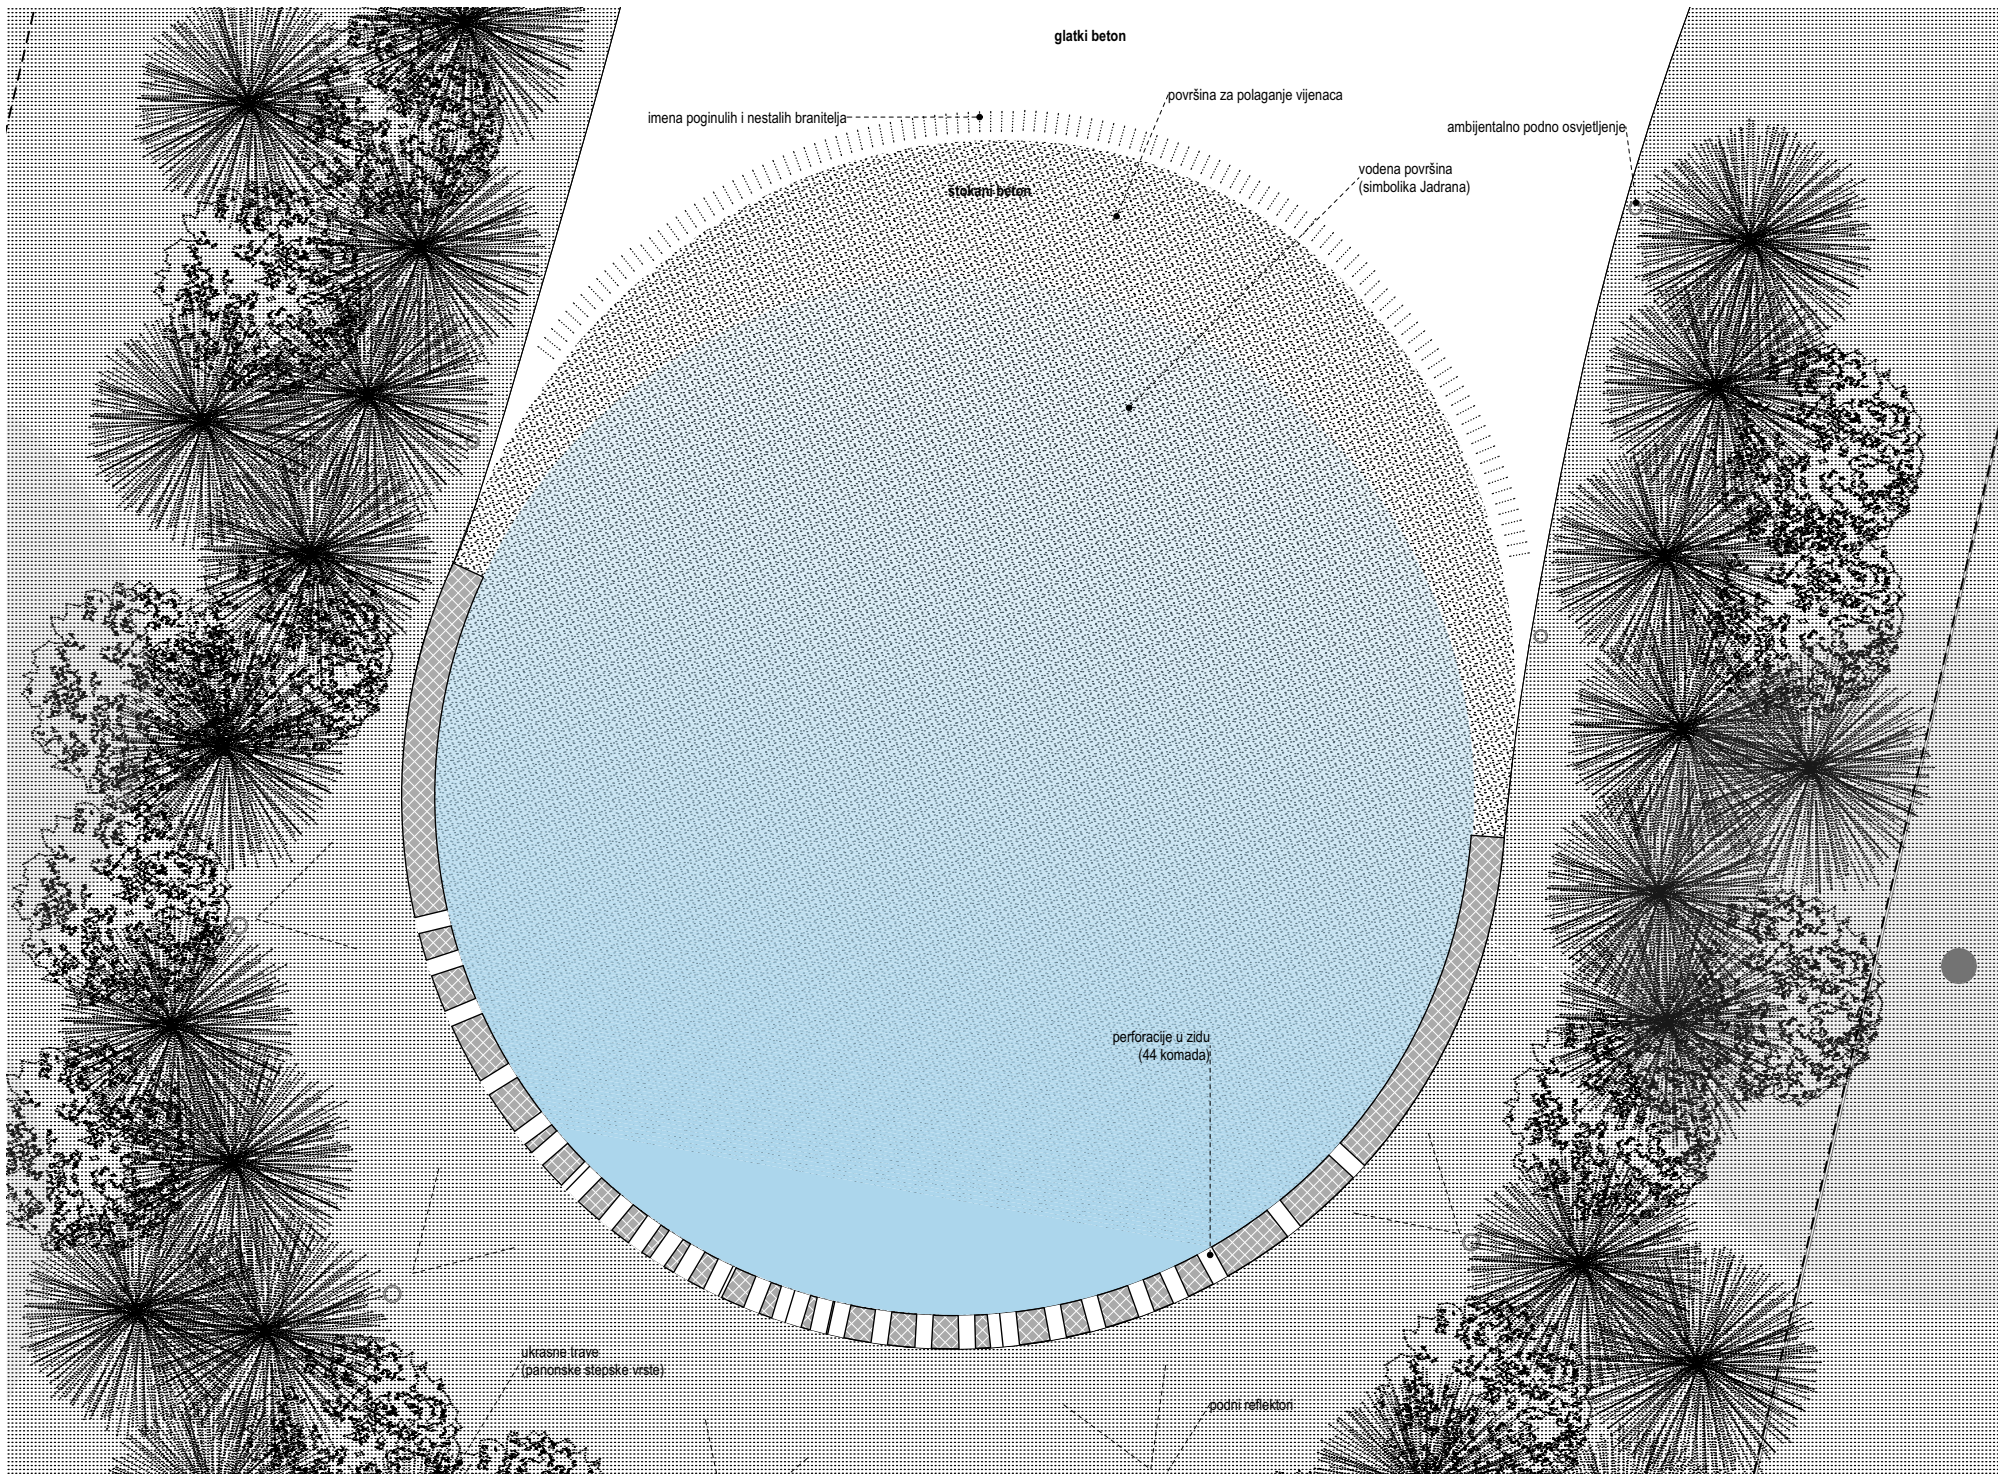 glatki beton
površina za polaganje vijenaca
imena poginulih i nestalih branitelja
ambijentalno podno osvjetljenje
vodena površina
(simbolika Jadrana)
štokani beton
perforacije u zidu
(44 komada)
ukrasne trave
(panonske stepske vrste)
podni reflektori